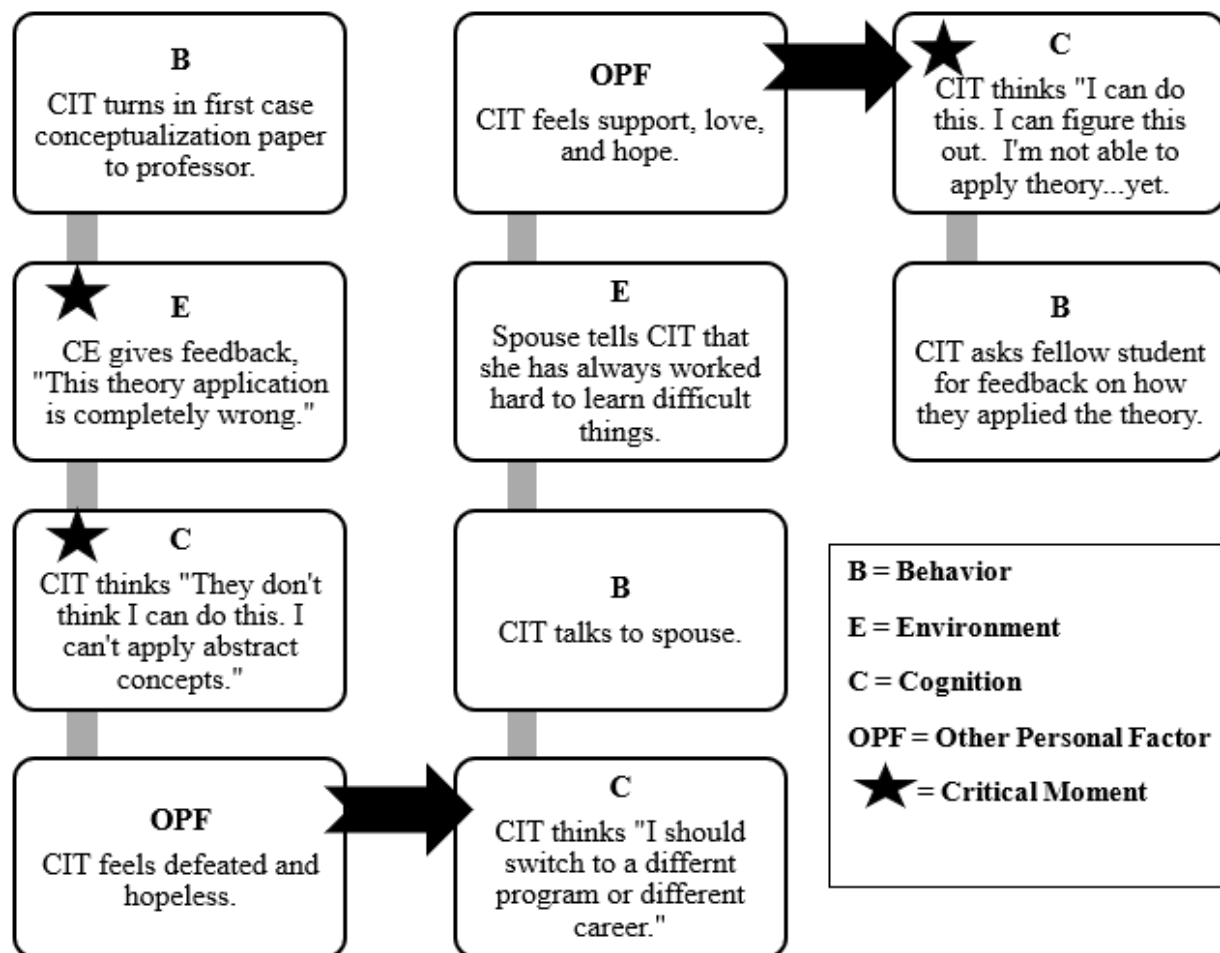 B
CIT turns in first case
conceptualization paper
to professor.
E
CE gives feedback,
"This theory application
is completely wrong."
C
CIT thinks "They don't
think I can do this. I
can't apply abstract
concepts."
OPF
CIT feels defeated and
hopeless.
C
CIT thinks "I should
switch to a differnt
program or different
career."
B
CIT talks to spouse.
E
Spouse tells CIT that
she has always worked
hard to learn difficult
things.
OPF
CIT feels support, love,
and hope.
C
CIT thinks "I can do
this. I can figure this
out.  I'm not able to
apply theory...yet.
B
CIT asks fellow student
for feedback on how
they applied the theory.
B = Behavior
E = Environment
C = Cognition
OPF = Other Personal Factor
= Critical Moment